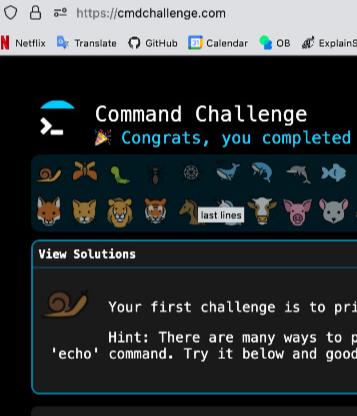 https://cmdchallenge.com
Netflix Translate GitHub Calendar OB ExplainS
Command Challenge
Congrats, you completed
last lines
View Solutions
Your first challenge is to pri
Hint: There are many ways to p
'echo' command. Try it below and good